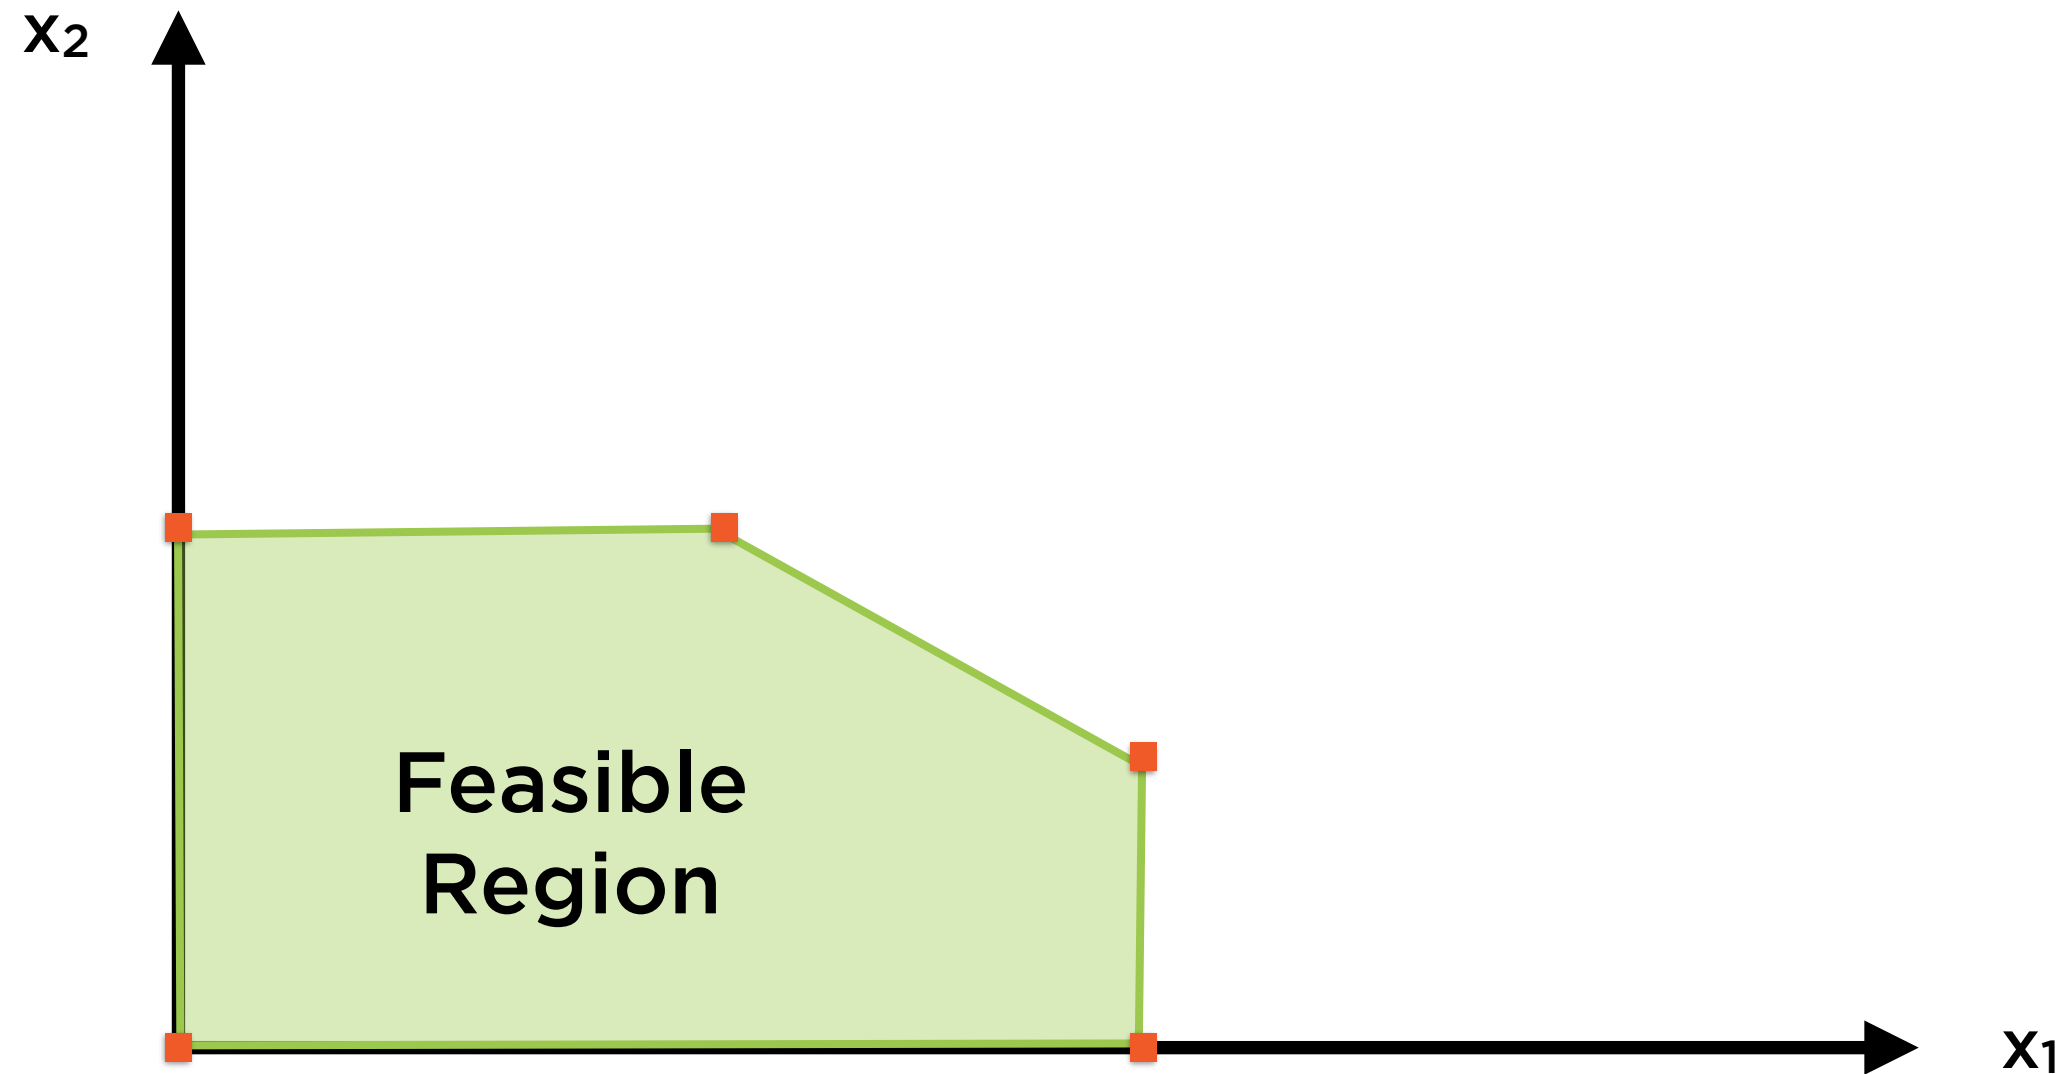 x₂
Feasible
Region
x₁